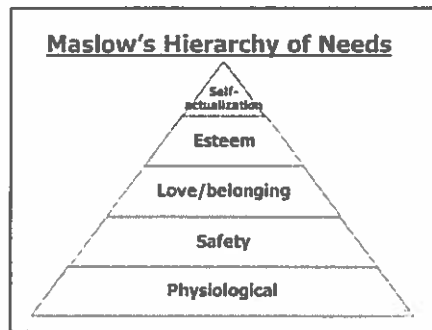 Maslow's Hierarchy of Needs
Self-
actualization
Esteem
Love/belonging
Safety
Physiological